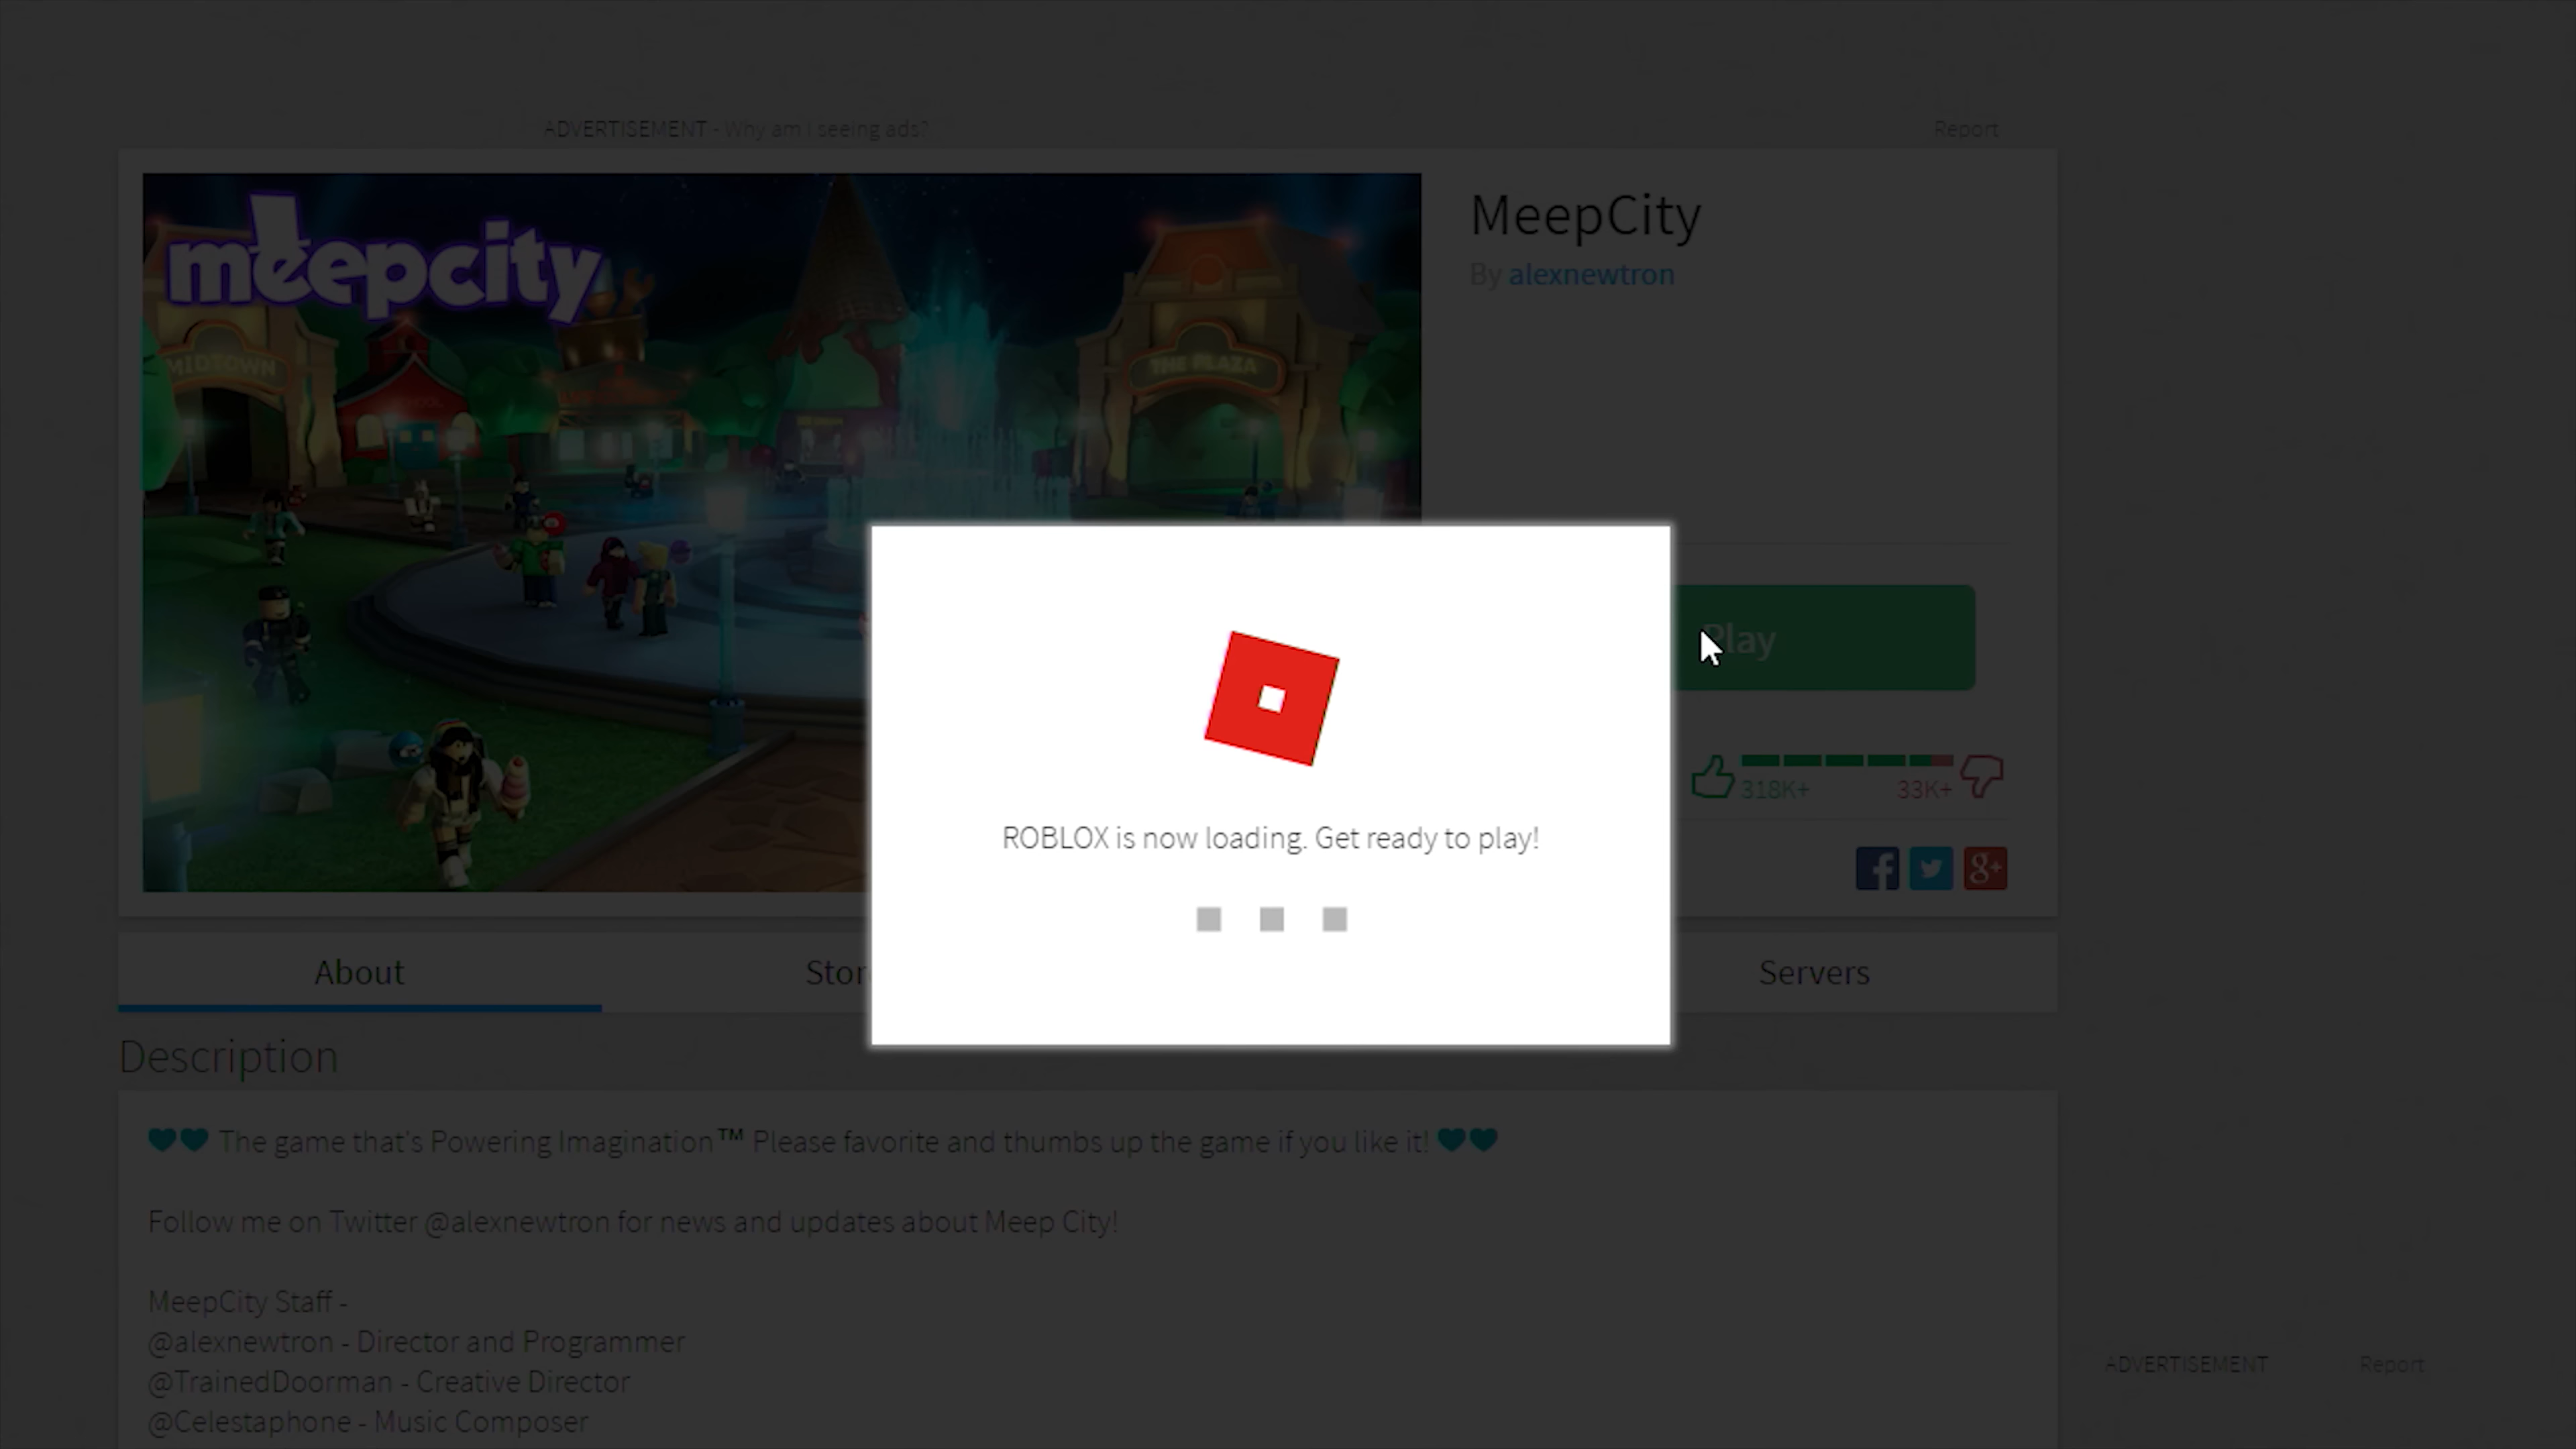 ADVERTISEMENT - Why am I seeing ads?
Report
meepcity
MIDTOWN
SCHOOL
THE PLAZA
MeepCity
By alexnewtron
Play
318K+
33K+
ROBLOX is now loading. Get ready to play!
About
Servers
Description
The game that's Powering Imagination™ Please favorite and thumbs up the game if you like it!
Follow me on Twitter @alexnewtron for news and updates about Meep City!
MeepCity Staff -
@alexnewtron - Director and Programmer
@TrainedDoorman - Creative Director
@Celestaphone - Music Composer
ADVERTISEMENT
Report